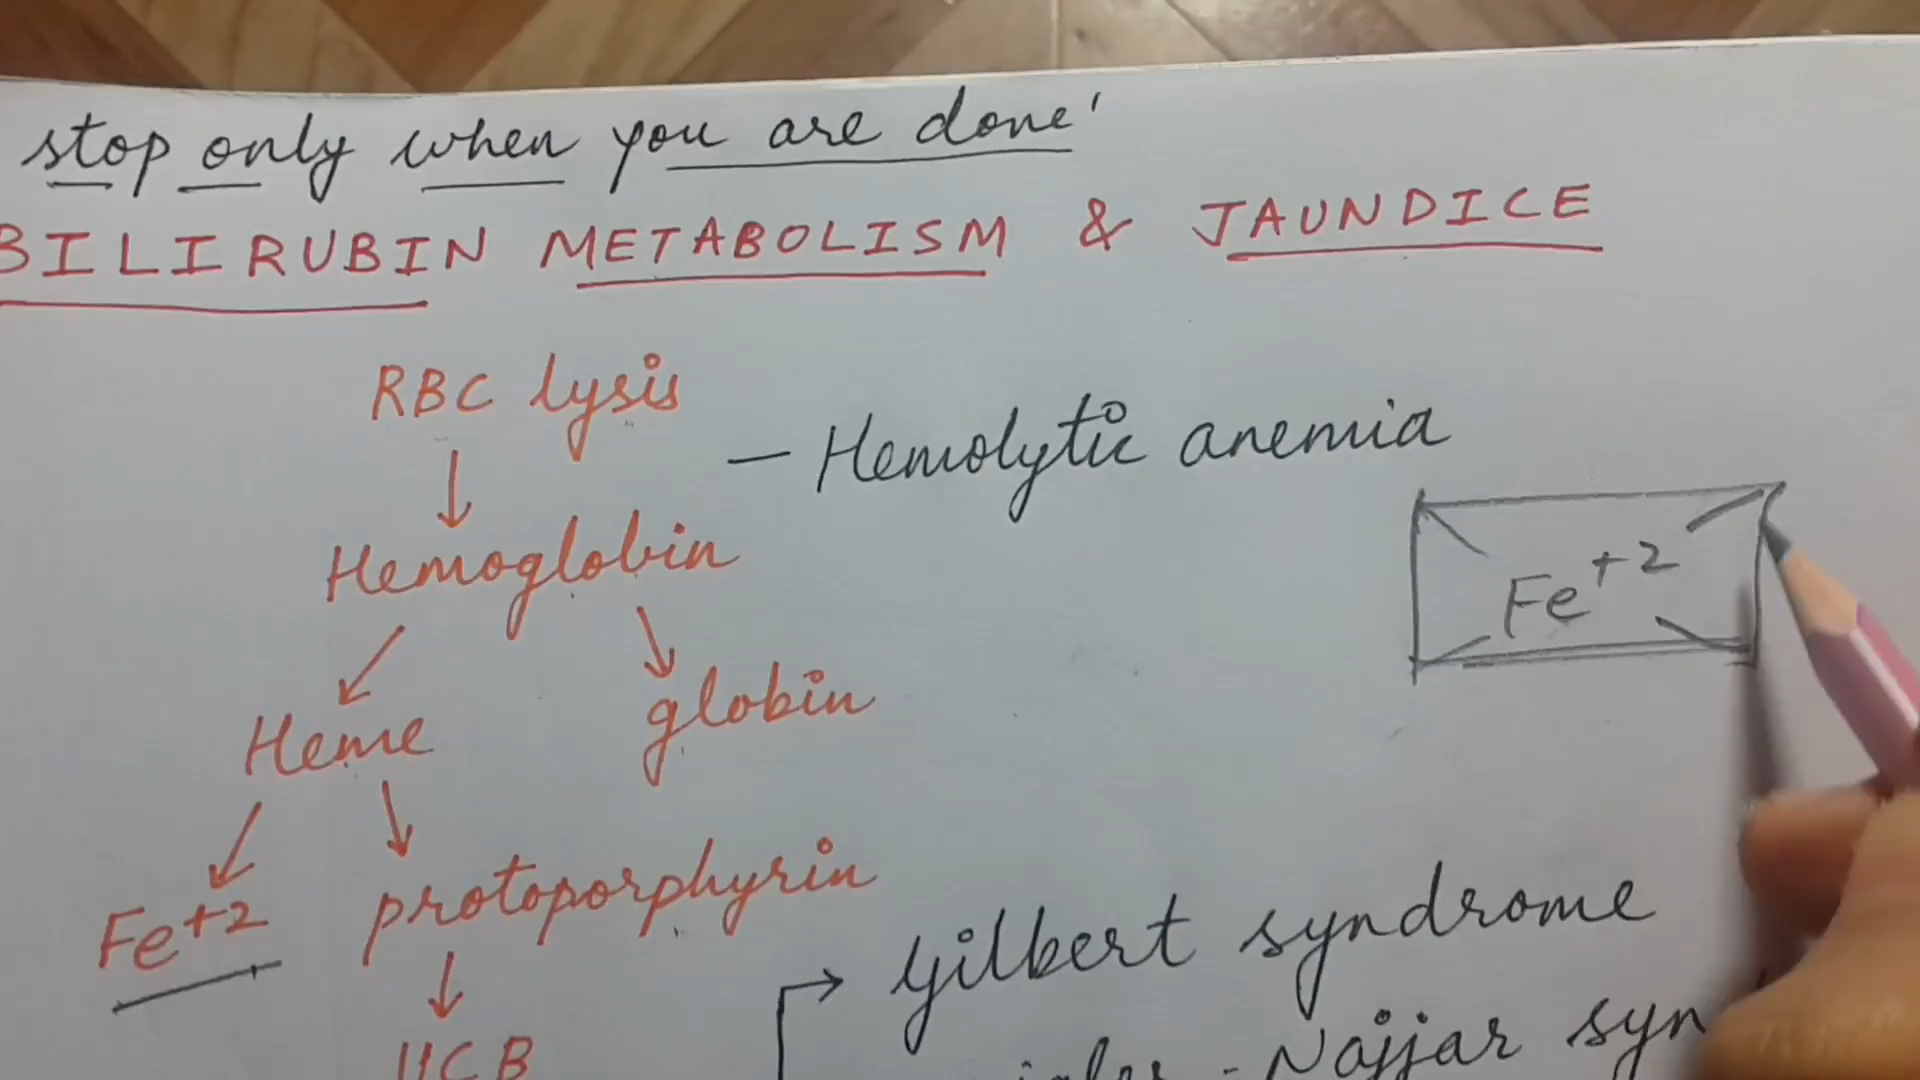 stop only when you are done'
BILIRUBIN METABOLISM & JAUNDICE
RBC lysis
- Hemolytic anemia
Hemoglobin
Fe+2
Heme
globin
Fe+2
protoporphyrin
Gilbert syndrome
UCB
- Najjar syn